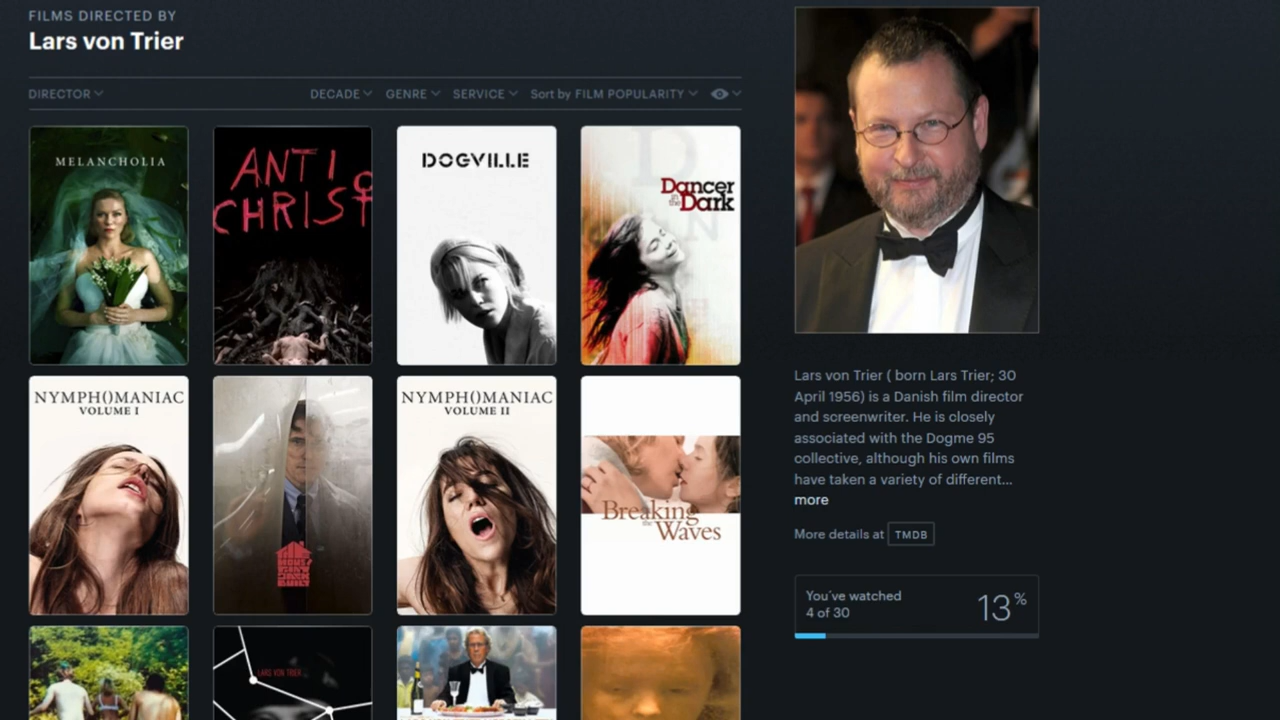 FILMS DIRECTED BY
Lars von Trier
DIRECTOR
DECADE GENRE SERVICE Sort by FILM POPULARITY
MELANCHOLIA
ANTI
CHRIS♀
DOGVILLE
Dancer
in the
Dark
NYMPH()MANIAC
VOLUME I
NYMPH()MANIAC
VOLUME II
Breaking
the
Waves
LARS VON TRIER
Lars von Trier ( born Lars Trier; 30
April 1956) is a Danish film director
and screenwriter. He is closely
associated with the Dogme 95
collective, although his own films
have taken a variety of different...
more
More details at TMDB
You've watched
4 of 30
13%